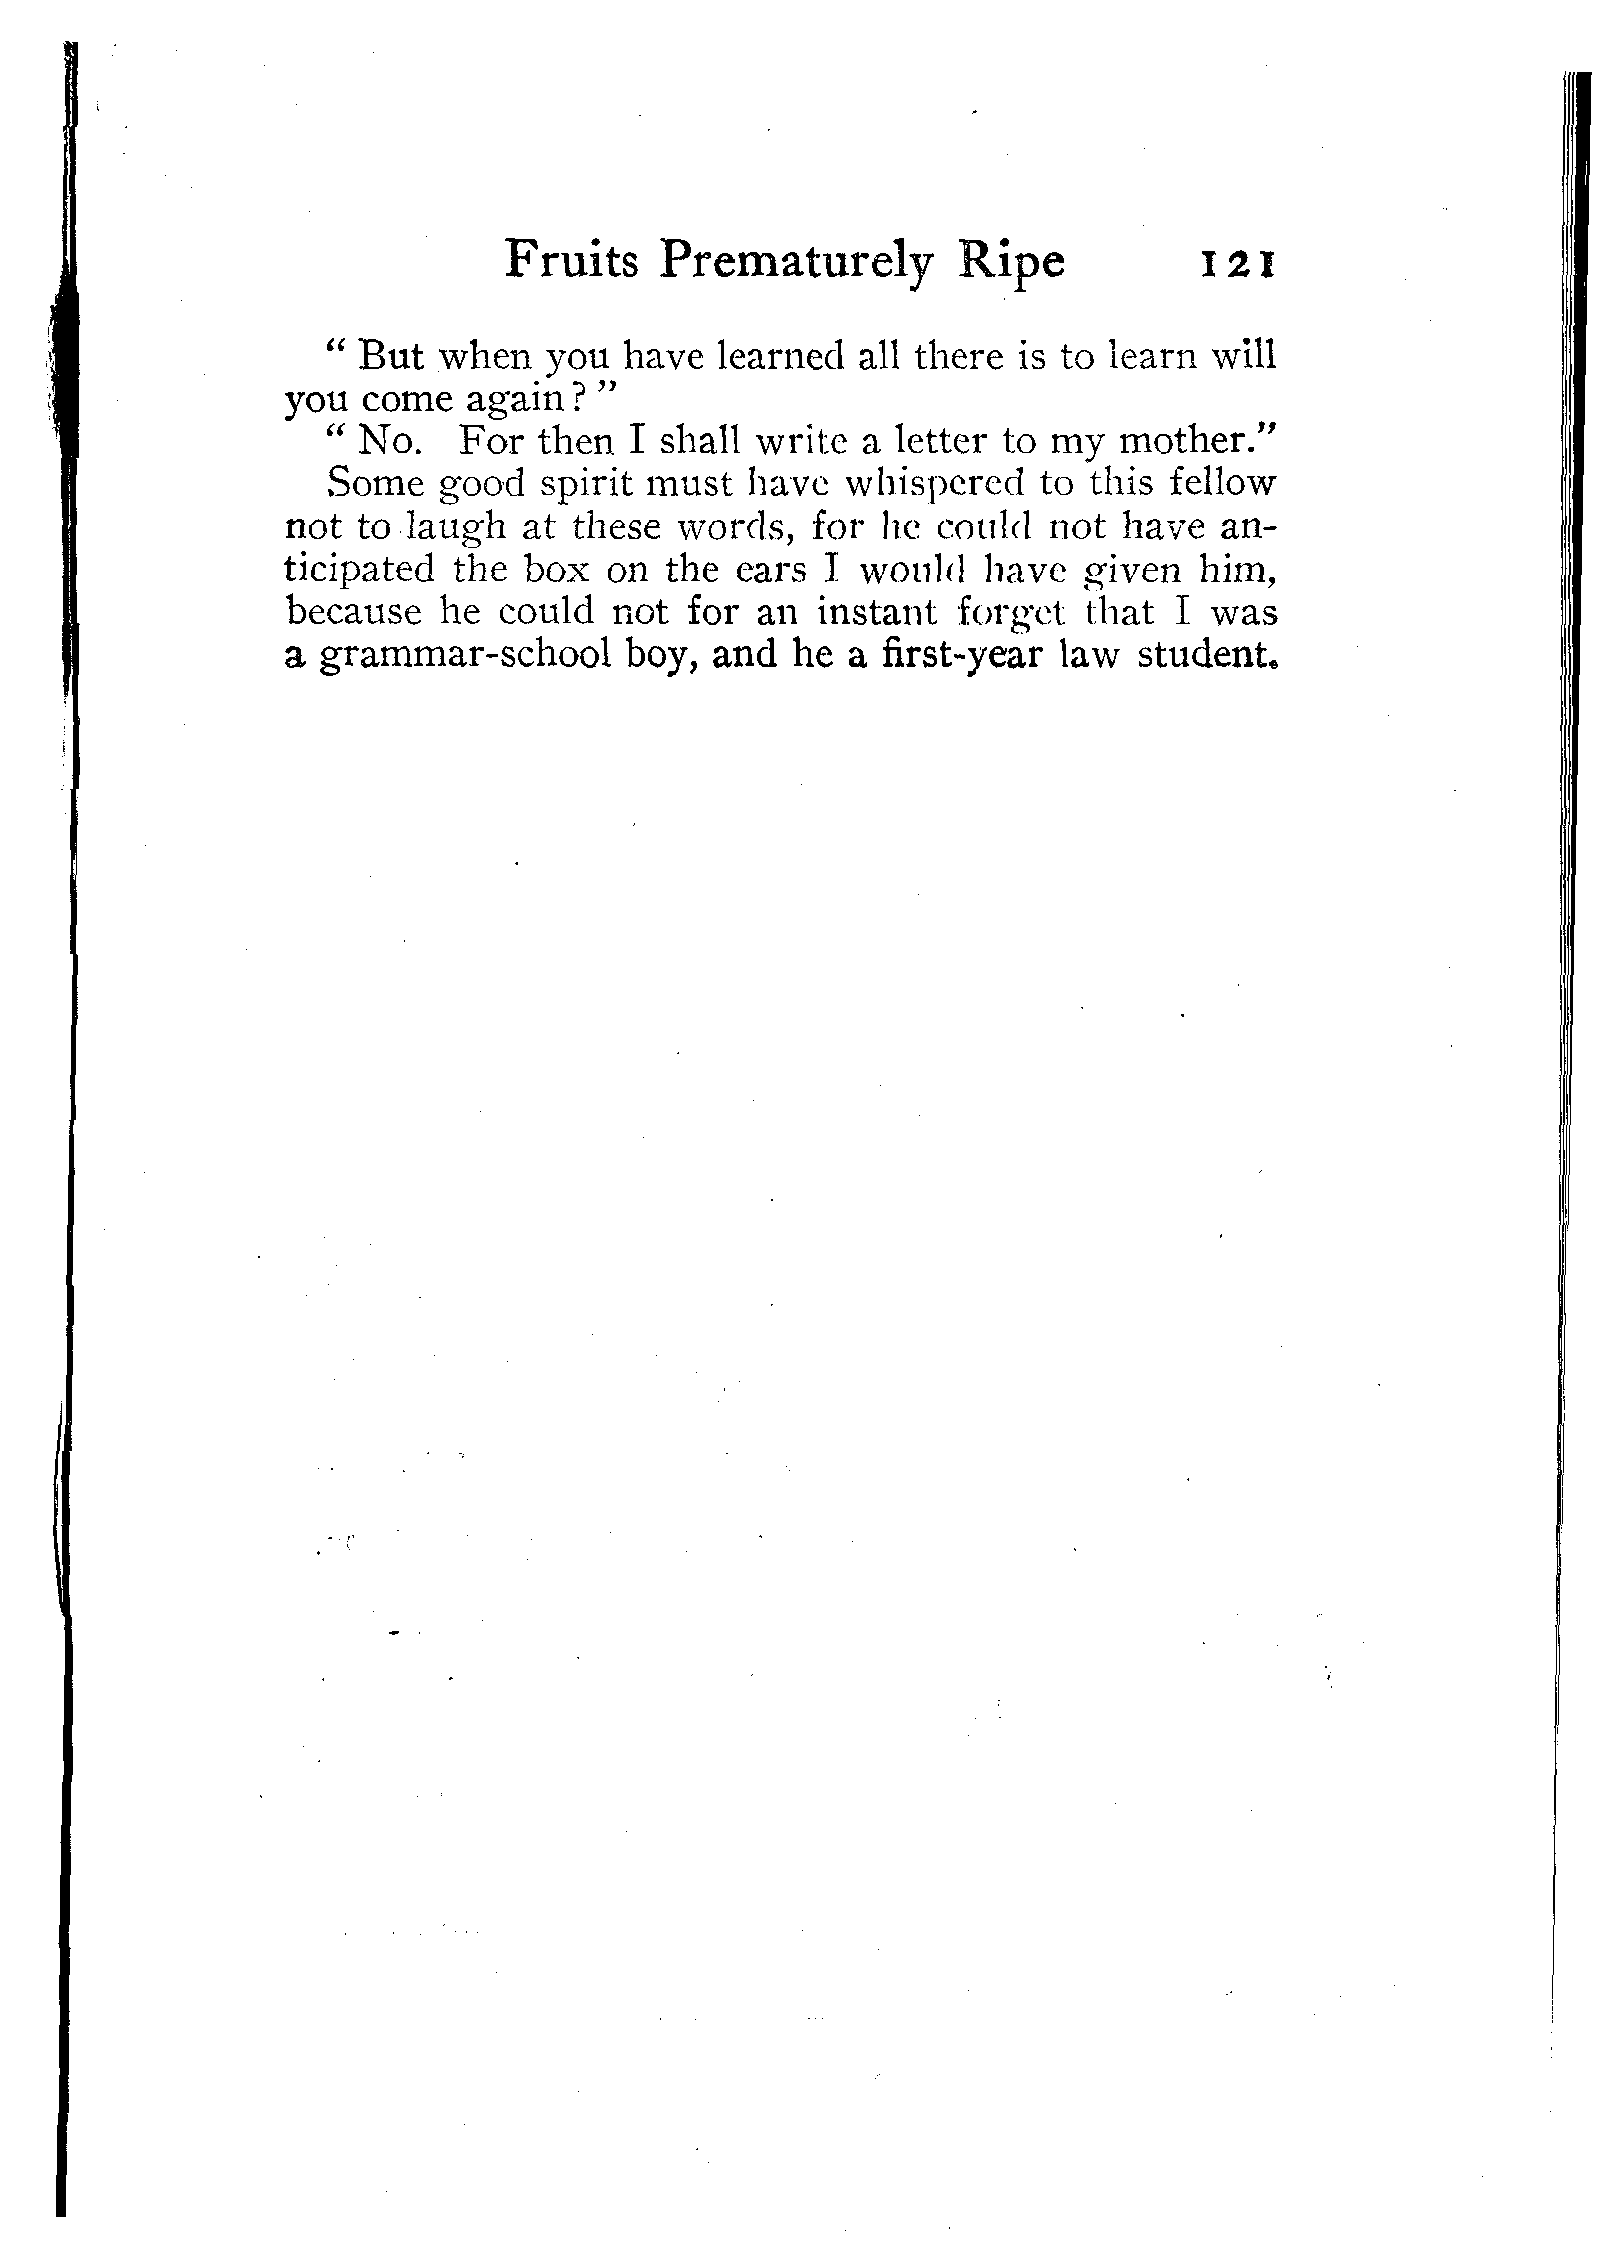 Fruits Prematurely Ripe 121
“ But when you have learned all there is to learn will
you come again? ”
“ No. For then I shall write a letter to my mother.”
Some good spirit must have whispered to this fellow
not to laugh at these words, for he could not have an-
ticipated the box on the ears I would have given him,
because he could not for an instant forget that I was
a grammar-school boy, and he a first-year law student.